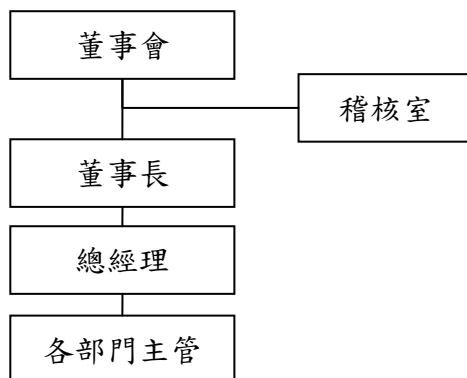 董事會
稽核室
董事長
總經理
各部門主管